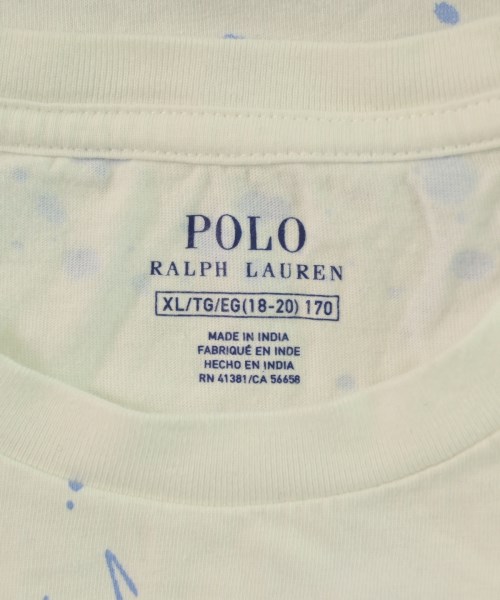 POLO
RALPH LAUREN
XL/TG/EG(18-20) 170
MADE IN INDIA
FABRIQUÉ EN INDE
HECHO EN INDIA
RN 41381/CA 56658